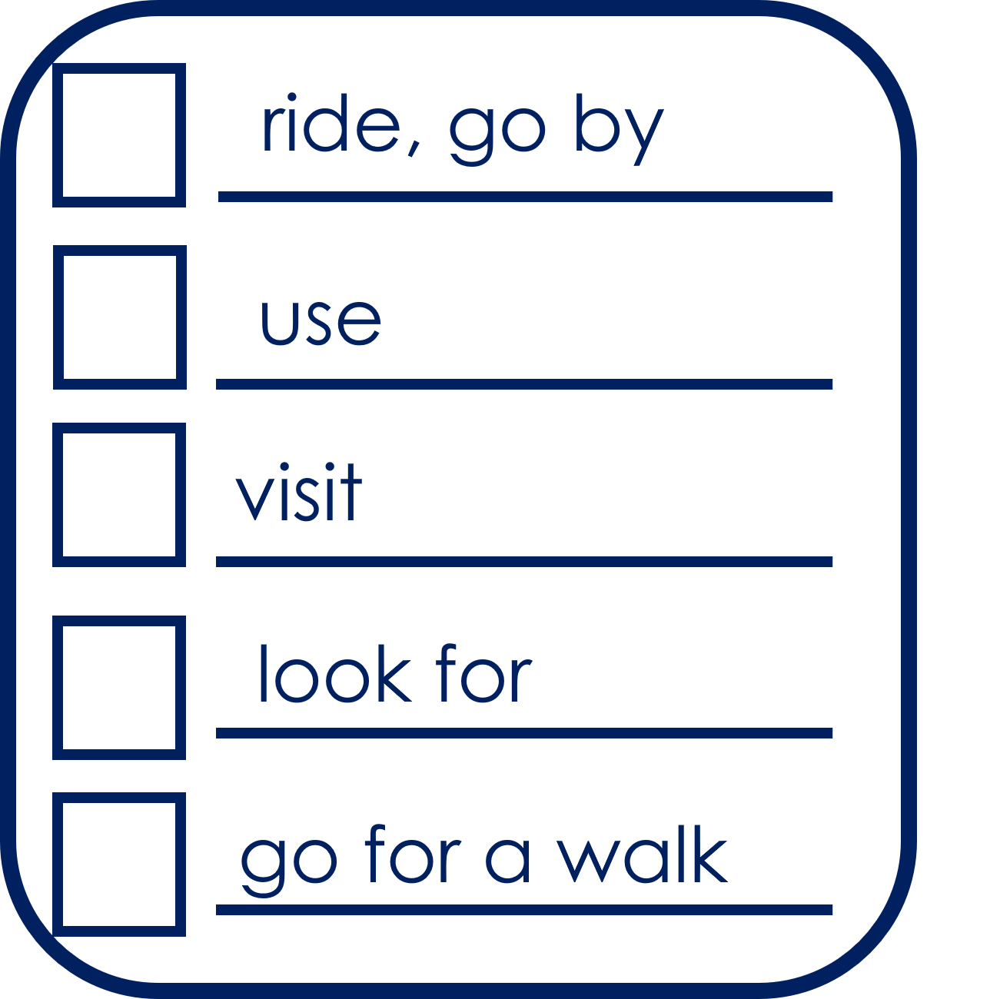 ride, go by
use
visit
look for
go for a walk